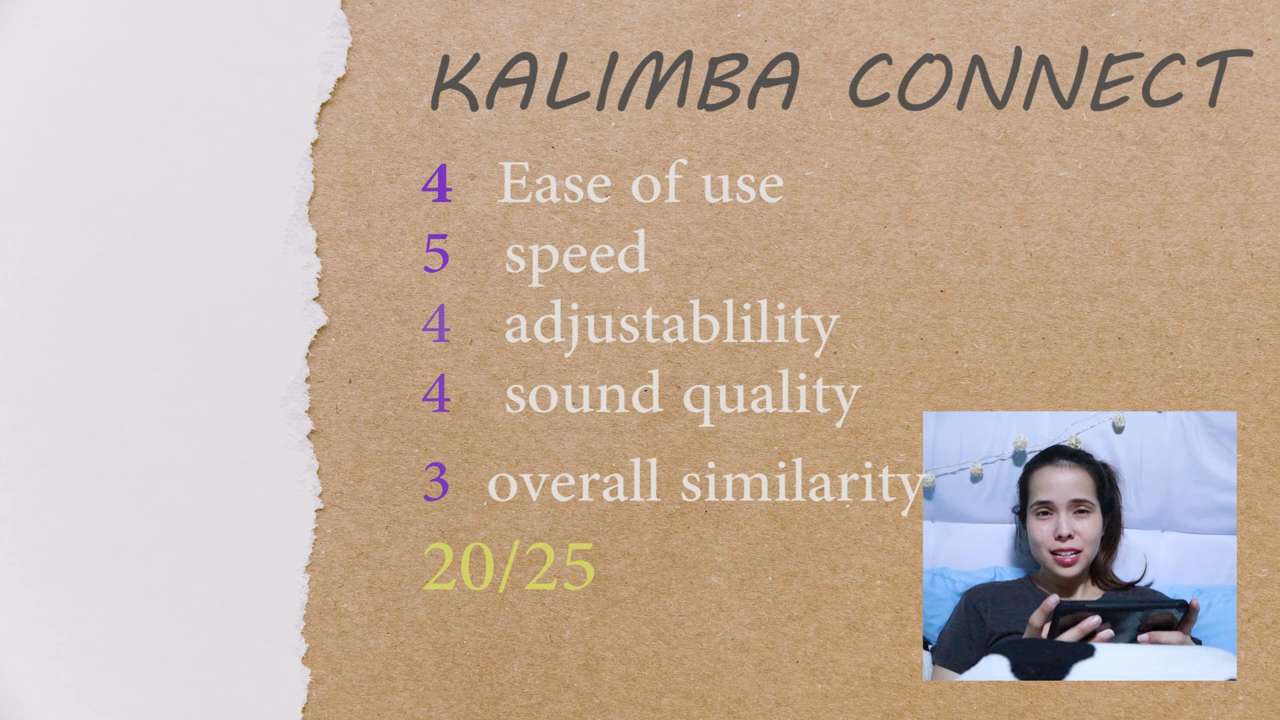 KALIMBA CONNECT
4 Ease of use
5 speed
4 adjustablility
4 sound quality
3 overall similarity
20/25